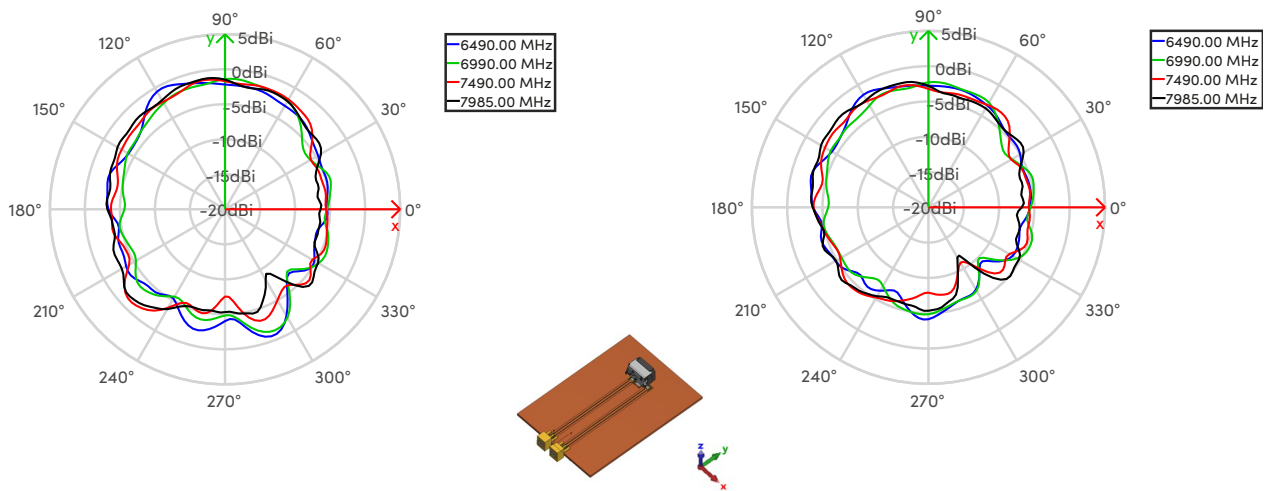 90°
y
5dBi
120°
60°
0dBi
150°
-5dBi
30°
-10dBi
-15dBi
180°
-20dBi
0°
x
210°
330°
240°
300°
270°
6490.00 MHz
6990.00 MHz
7490.00 MHz
7985.00 MHz
90°
y
5dBi
120°
60°
0dBi
150°
-5dBi
30°
-10dBi
-15dBi
180°
-20dBi
0°
x
210°
330°
240°
300°
270°
6490.00 MHz
6990.00 MHz
7490.00 MHz
7985.00 MHz
z
y
x